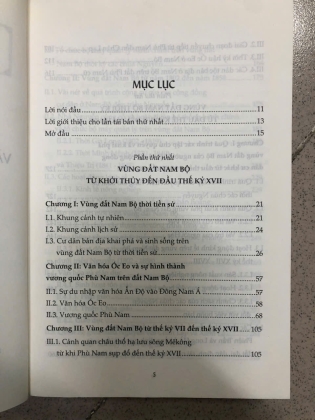 MỤC LỤC
Lời nói đầu 11
Lời giới thiệu cho lần tái bản thứ nhất 13
Mở đầu 15
Phần thứ nhất
VÙNG ĐẤT NAM BỘ
TỪ KHỞI THỦY ĐẾN ĐẦU THẾ KỶ XVII
Chương I: Vùng đất Nam Bộ thời tiền sử 21
I.1. Khung cảnh tự nhiên 21
I.2. Khung cảnh lịch sử 24
I.3. Cư dân bản địa khai phá và sinh sống trên
vùng đất Nam Bộ từ thời tiền sử 26
Chương II: Văn hóa Óc Eo và sự hình thành
vương quốc Phù Nam trên đất Nam Bộ 57
II.1. Sự du nhập văn hóa Ấn Độ vào Đông Nam Á 57
II.2. Văn hóa Óc Eo 60
II.3. Vương quốc Phù Nam 68
Chương III: Vùng đất Nam Bộ từ thế kỷ VII đến thế kỷ XVII 105
III.1. Cảnh quan châu thổ hạ lưu sông Mêkông
từ khi Phù Nam sụp đổ đến thế kỷ XVII 105
5